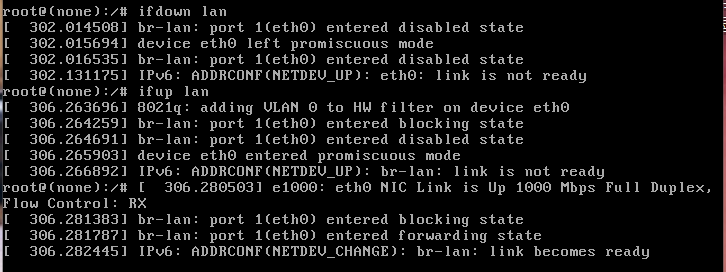 root@(none):/# ifdown lan
[  302.014508] br-lan: port 1(eth0) entered disabled state
[  302.015694] device eth0 left promiscuous mode
[  302.016535] br-lan: port 1(eth0) entered disabled state
[  302.131175] IPv6: ADDRCONF(NETDEV_UP): eth0: link is not ready
root@(none):/# ifup lan
[  306.263696] 8021q: adding VLAN 0 to HW filter on device eth0
[  306.264259] br-lan: port 1(eth0) entered blocking state
[  306.264691] br-lan: port 1(eth0) entered disabled state
[  306.265903] device eth0 entered promiscuous mode
[  306.266892] IPv6: ADDRCONF(NETDEV_UP): br-lan: link is not ready
root@(none):/# [  306.280503] e1000: eth0 NIC Link is Up 1000 Mbps Full Duplex,
Flow Control: RX
[  306.281383] br-lan: port 1(eth0) entered blocking state
[  306.281787] br-lan: port 1(eth0) entered forwarding state
[  306.282445] IPv6: ADDRCONF(NETDEV_CHANGE): br-lan: link becomes ready